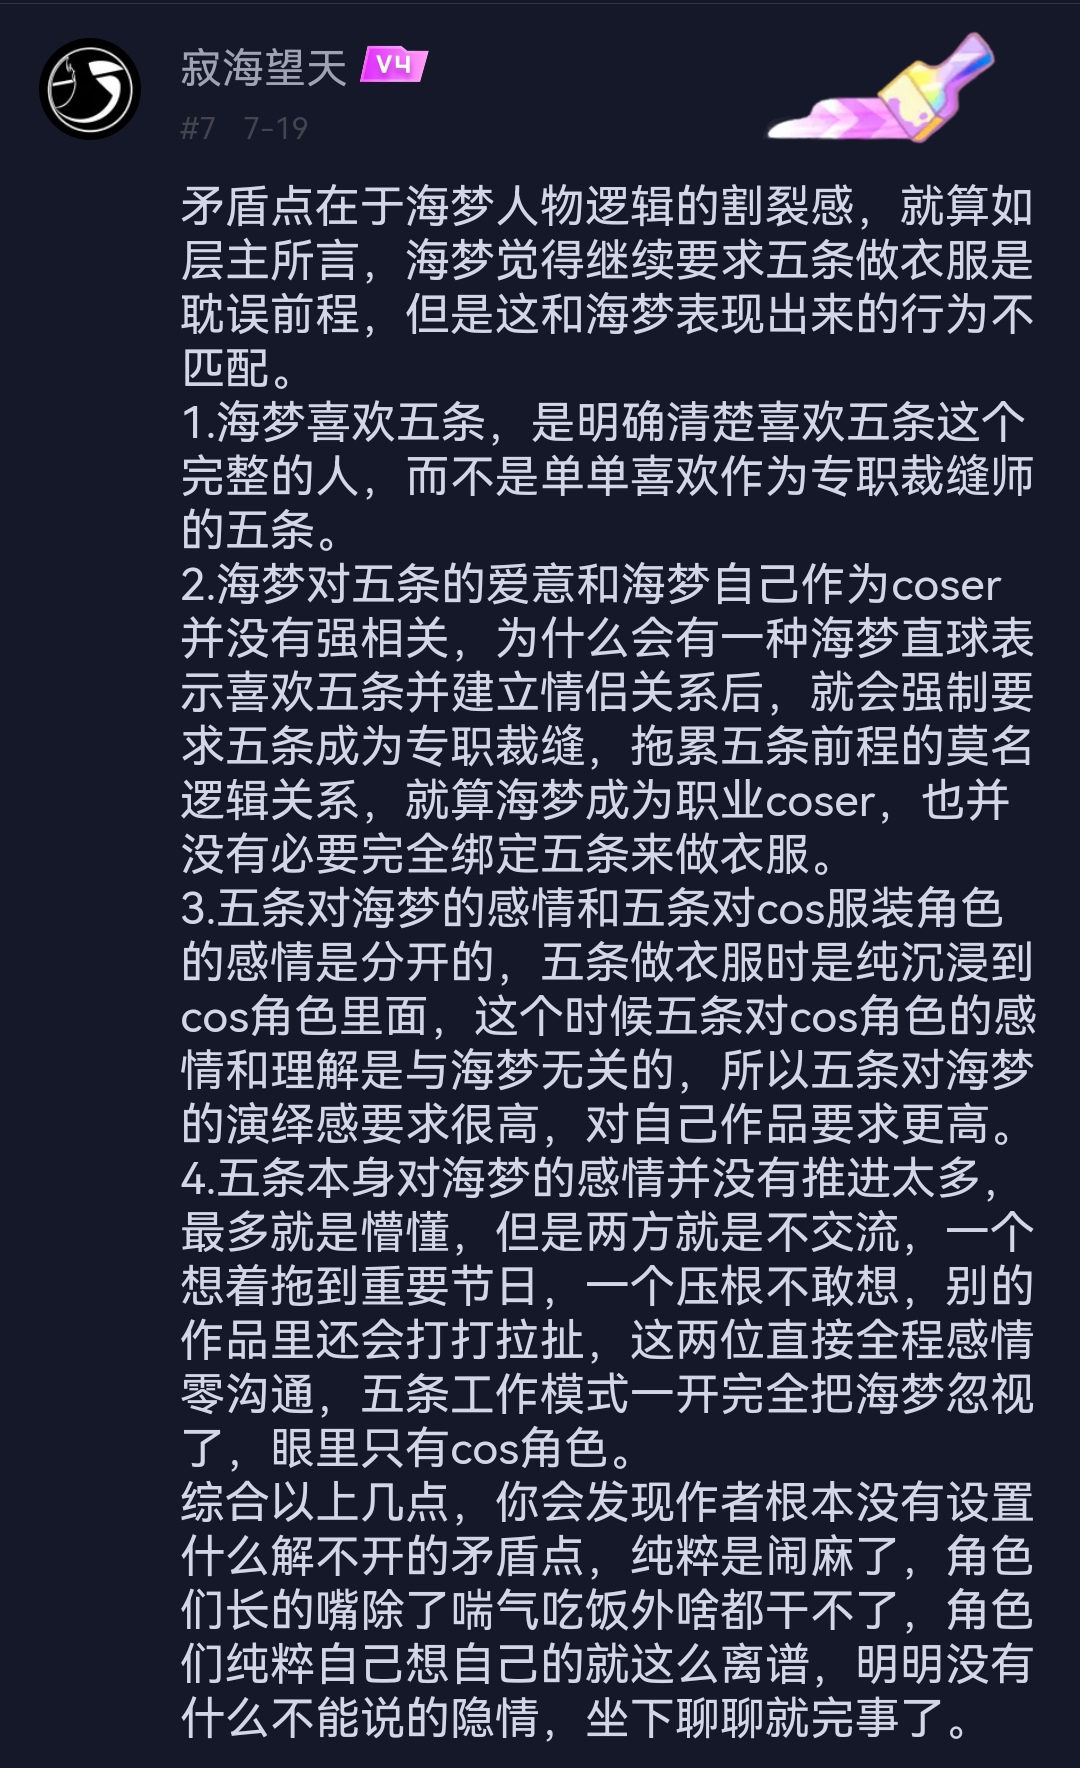 寂海望天 V4
#7 7-19
矛盾点在于海梦人物逻辑的割裂感，就算如
层主所言，海梦觉得继续要求五条做衣服是
耽误前程，但是这和海梦表现出来的行为不
匹配。
1.海梦喜欢五条，是明确清楚喜欢五条这个
完整的人，而不是单单喜欢作为专职裁缝师
的五条。
2.海梦对五条的爱意和海梦自己作为coser
并没有强相关，为什么会有一种海梦直球表
示喜欢五条并建立情侣关系后，就会强制要
求五条成为专职裁缝，拖累五条前程的莫名
逻辑关系，就算海梦成为职业coser，也并
没有必要完全绑定五条来做衣服。
3.五条对海梦的感情和五条对cos服装角色
的感情是分开的，五条做衣服时是纯沉浸到
cos角色里面，这个时候五条对cos角色的感
情和理解是与海梦无关的，所以五条对海梦
的演绎感要求很高，对自己作品要求更高。
4.五条本身对海梦的感情并没有推进太多，
最多就是懵懂，但是两方就是不交流，一个
想着拖到重要节日，一个压根不敢想，别的
作品里还会打打拉扯，这两位直接全程感情
零沟通，五条工作模式一开完全把海梦忽视
了，眼里只有cos角色。
综合以上几点，你会发现作者根本没有设置
什么解不开的矛盾点，纯粹是闹麻了，角色
们长的嘴除了喘气吃饭外啥都干不了，角色
们纯粹自己想自己的就这么离谱，明明没有
什么不能说的隐情，坐下聊聊就完事了。